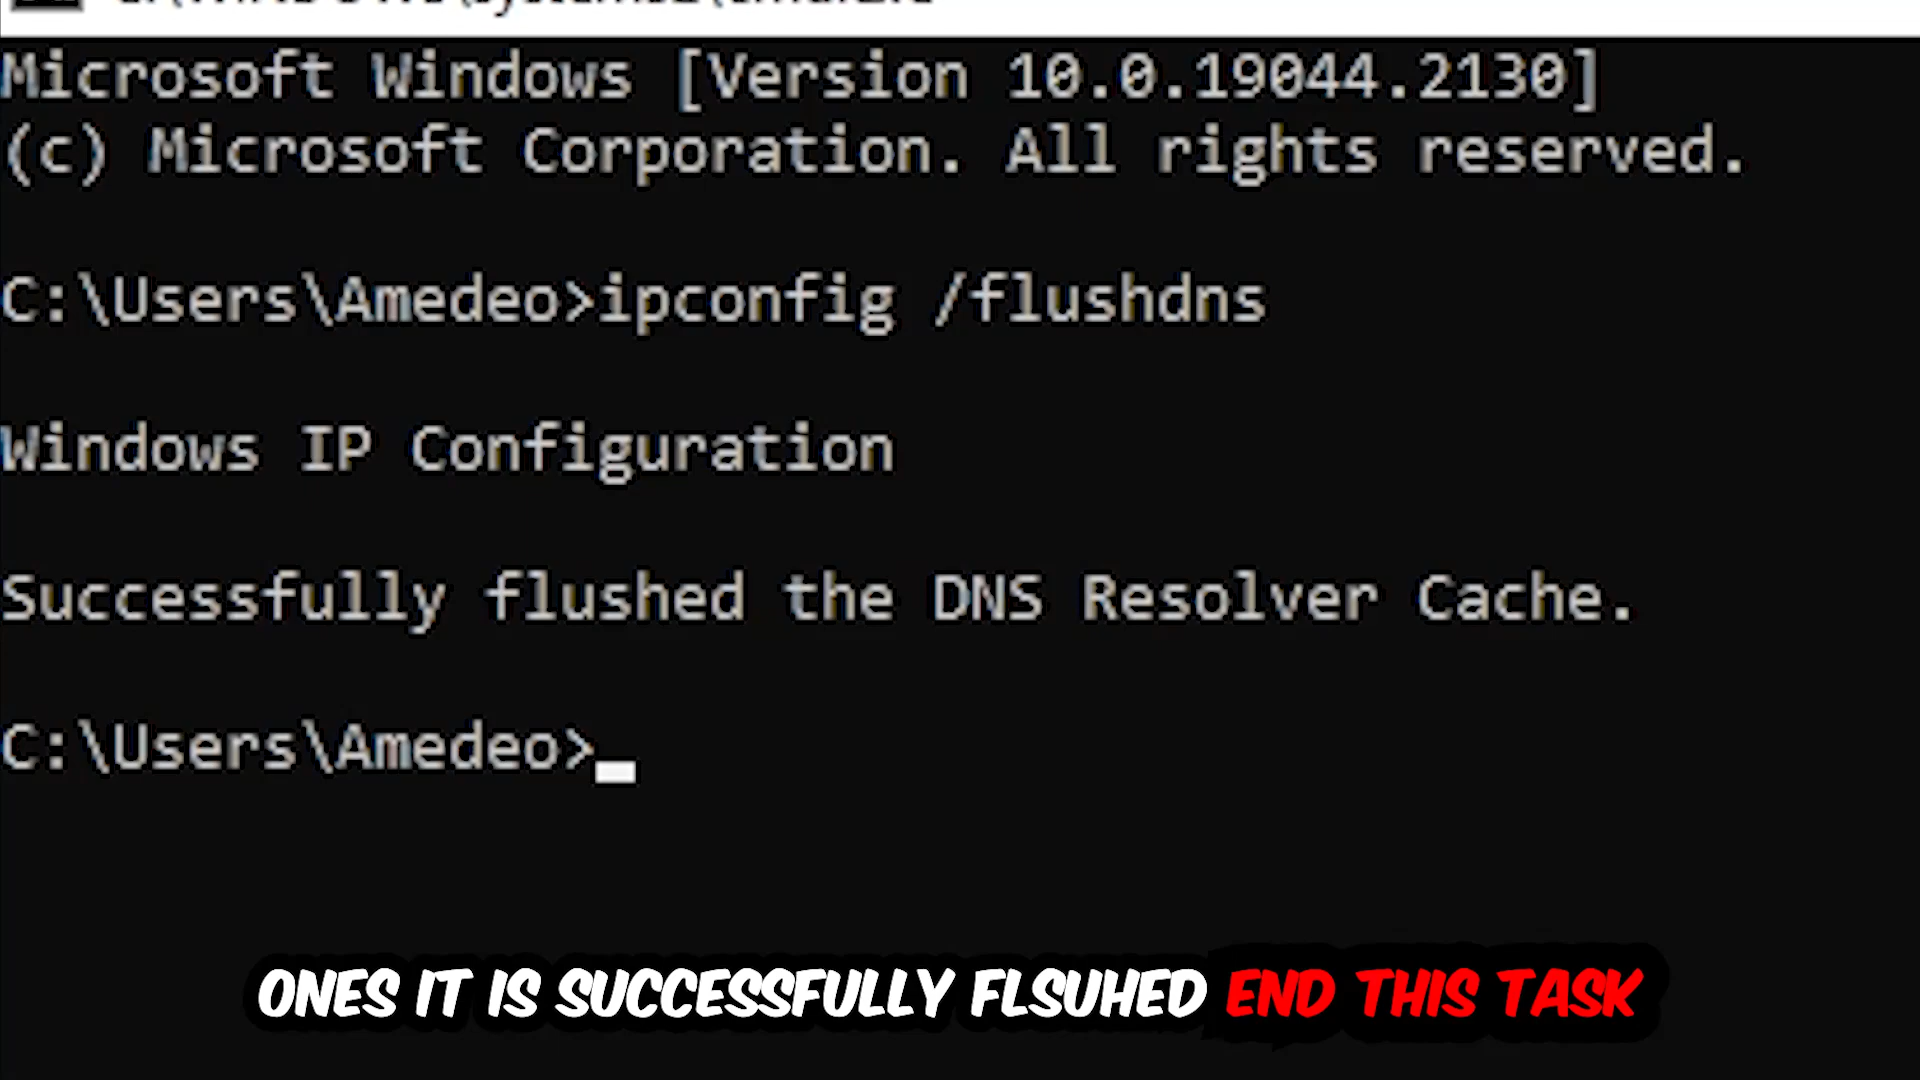 Microsoft Windows [Version 10.0.19044.2130]
(c) Microsoft Corporation. All rights reserved.
C:\Users\Amedeo>ipconfig /flushdns
Windows IP Configuration
Successfully flushed the DNS Resolver Cache.
C:\Users\Amedeo>
ONES IT IS SUCCESSFULLY FLSUHED END THIS TASK